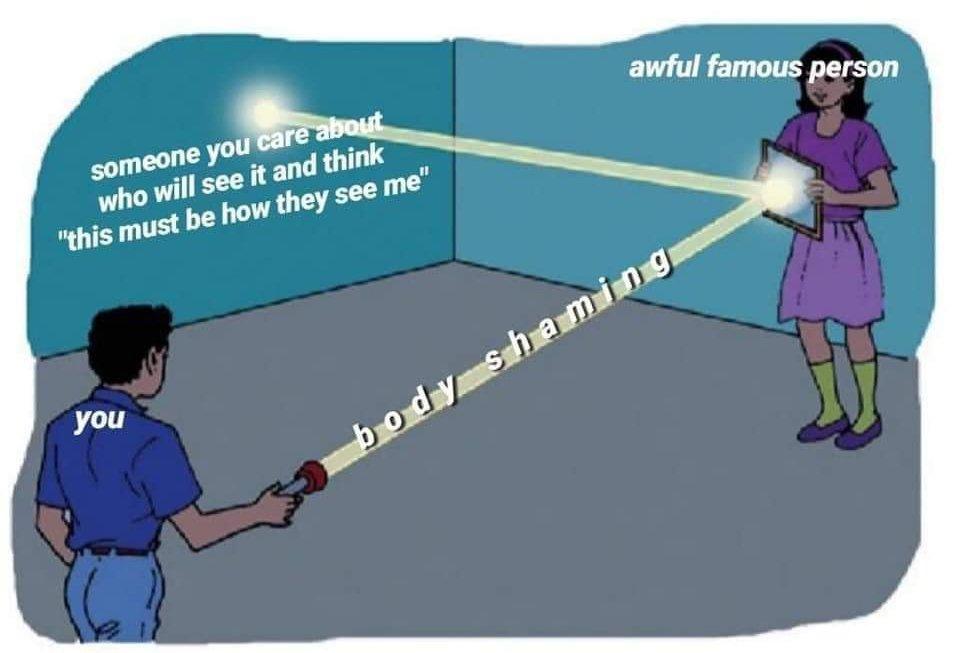 awful famous person
someone you care about
who will see it and think
"this must be how they see me"
body shaming
you